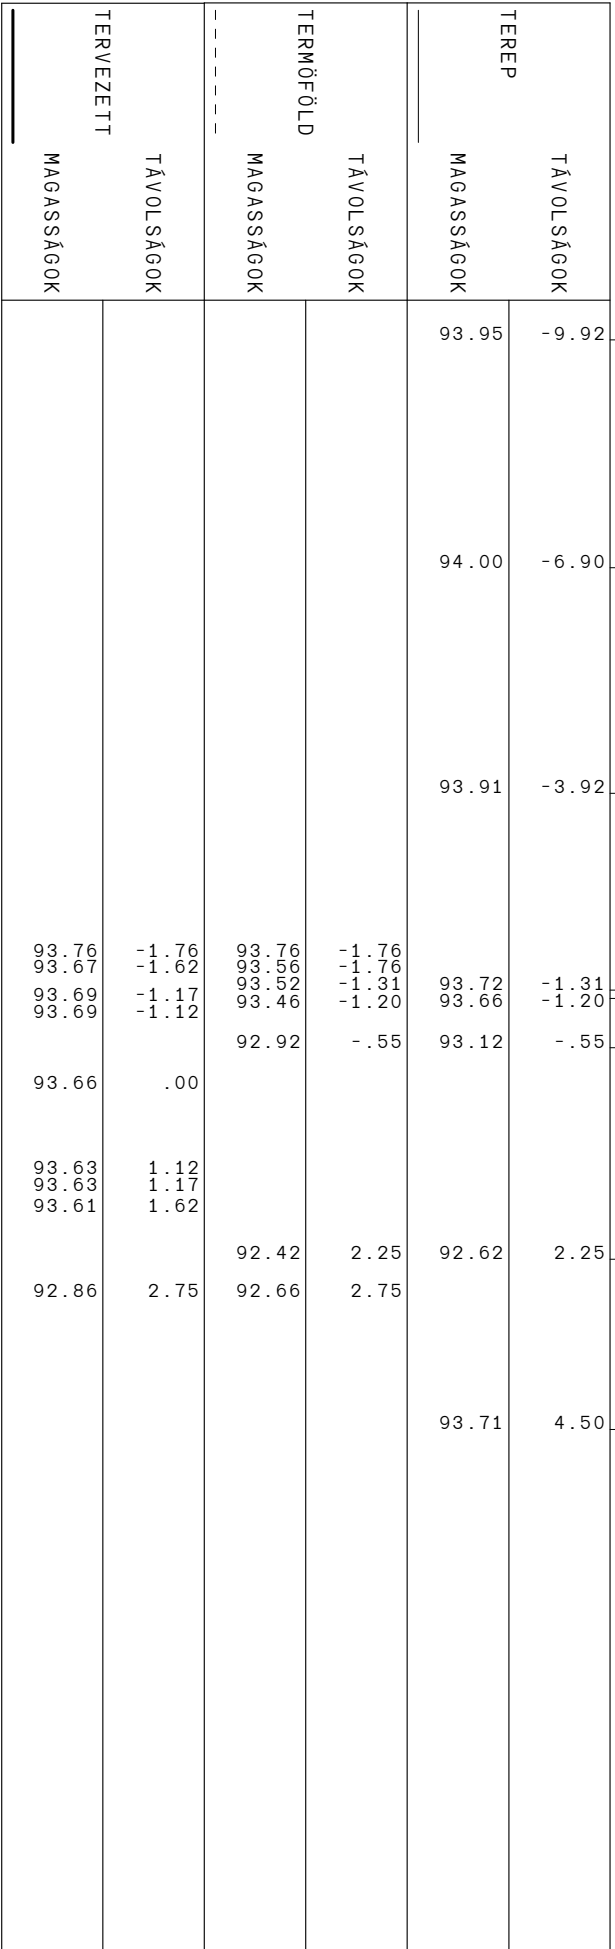 TERVEZETT
TERMÖFÖLD
TEREP
MAGASSÁGOK TÁVOLSÁGOK MAGASSÁGOK TÁVOLSÁGOK MAGASSÁGOK TÁVOLSÁGOK
93.95 -9.92
94.00 -6.90
93.91 -3.92
93.76 -1.76 93.76 -1.76
93.67 -1.62 93.56 -1.76
93.52 -1.31 93.72 -1.31
93.69 -1.17 93.46 -1.20 93.66 -1.20
93.69 -1.12
92.92 -.55 93.12 -.55
93.66 .00
93.63 1.12
93.63 1.17
93.61 1.62
92.42 2.25 92.62 2.25
92.86 2.75 92.66 2.75
93.71 4.50